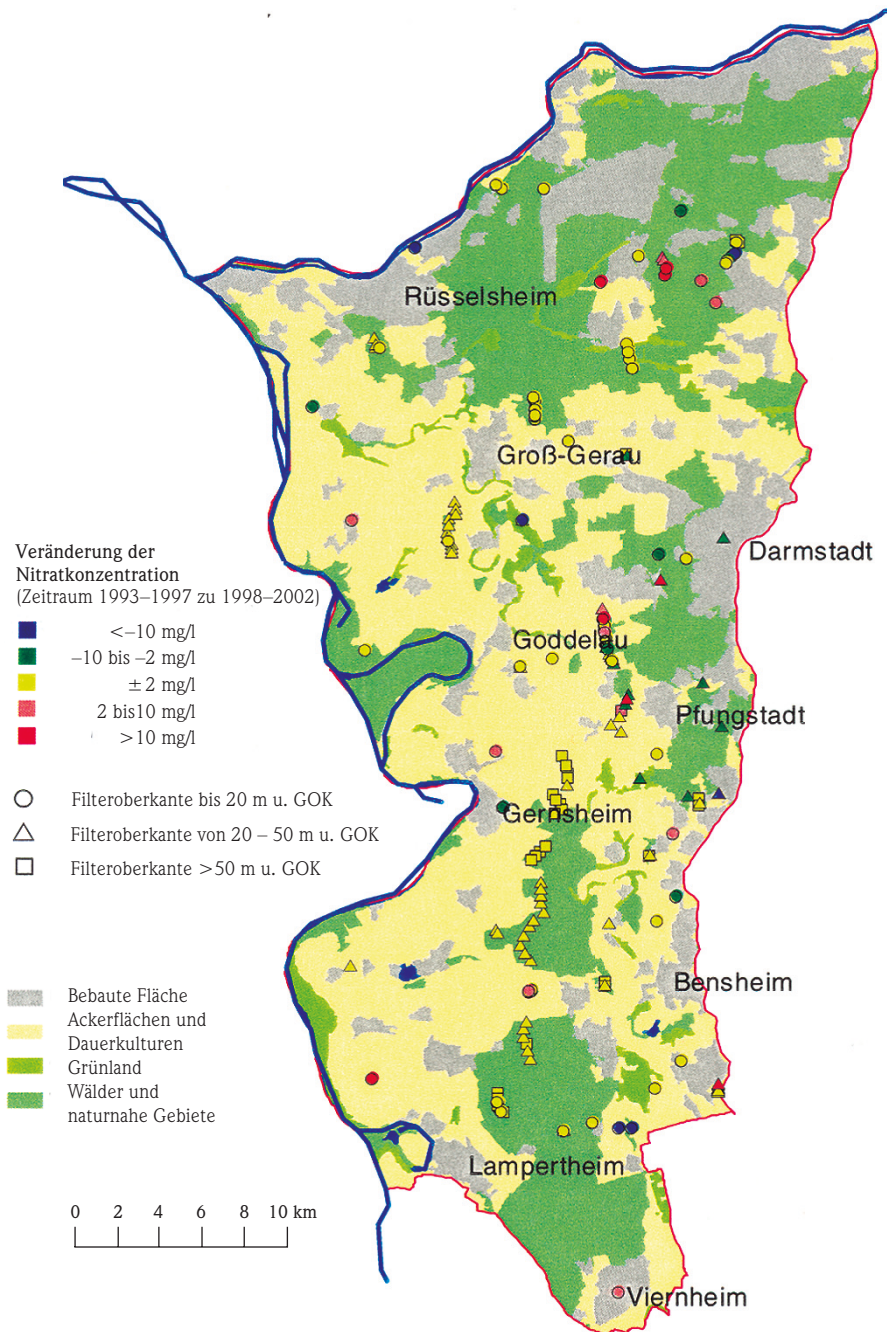 Rüsselsheim
Groß-Gerau
Darmstadt
Goddelau
Pfungstadt
Gernsheim
Bensheim
Lampertheim
Viernheim
Veränderung der
Nitratkonzentration
(Zeitraum 1993–1997 zu 1998–2002)
<–10 mg/l
–10 bis –2 mg/l
± 2 mg/l
2 bis10 mg/l
>10 mg/l
Filteroberkante bis 20 m u. GOK
Filteroberkante von 20 – 50 m u. GOK
Filteroberkante >50 m u. GOK
Bebaute Fläche
Ackerflächen und
Dauerkulturen
Grünland
Wälder und
naturnahe Gebiete
0 2 4 6 8 10 km